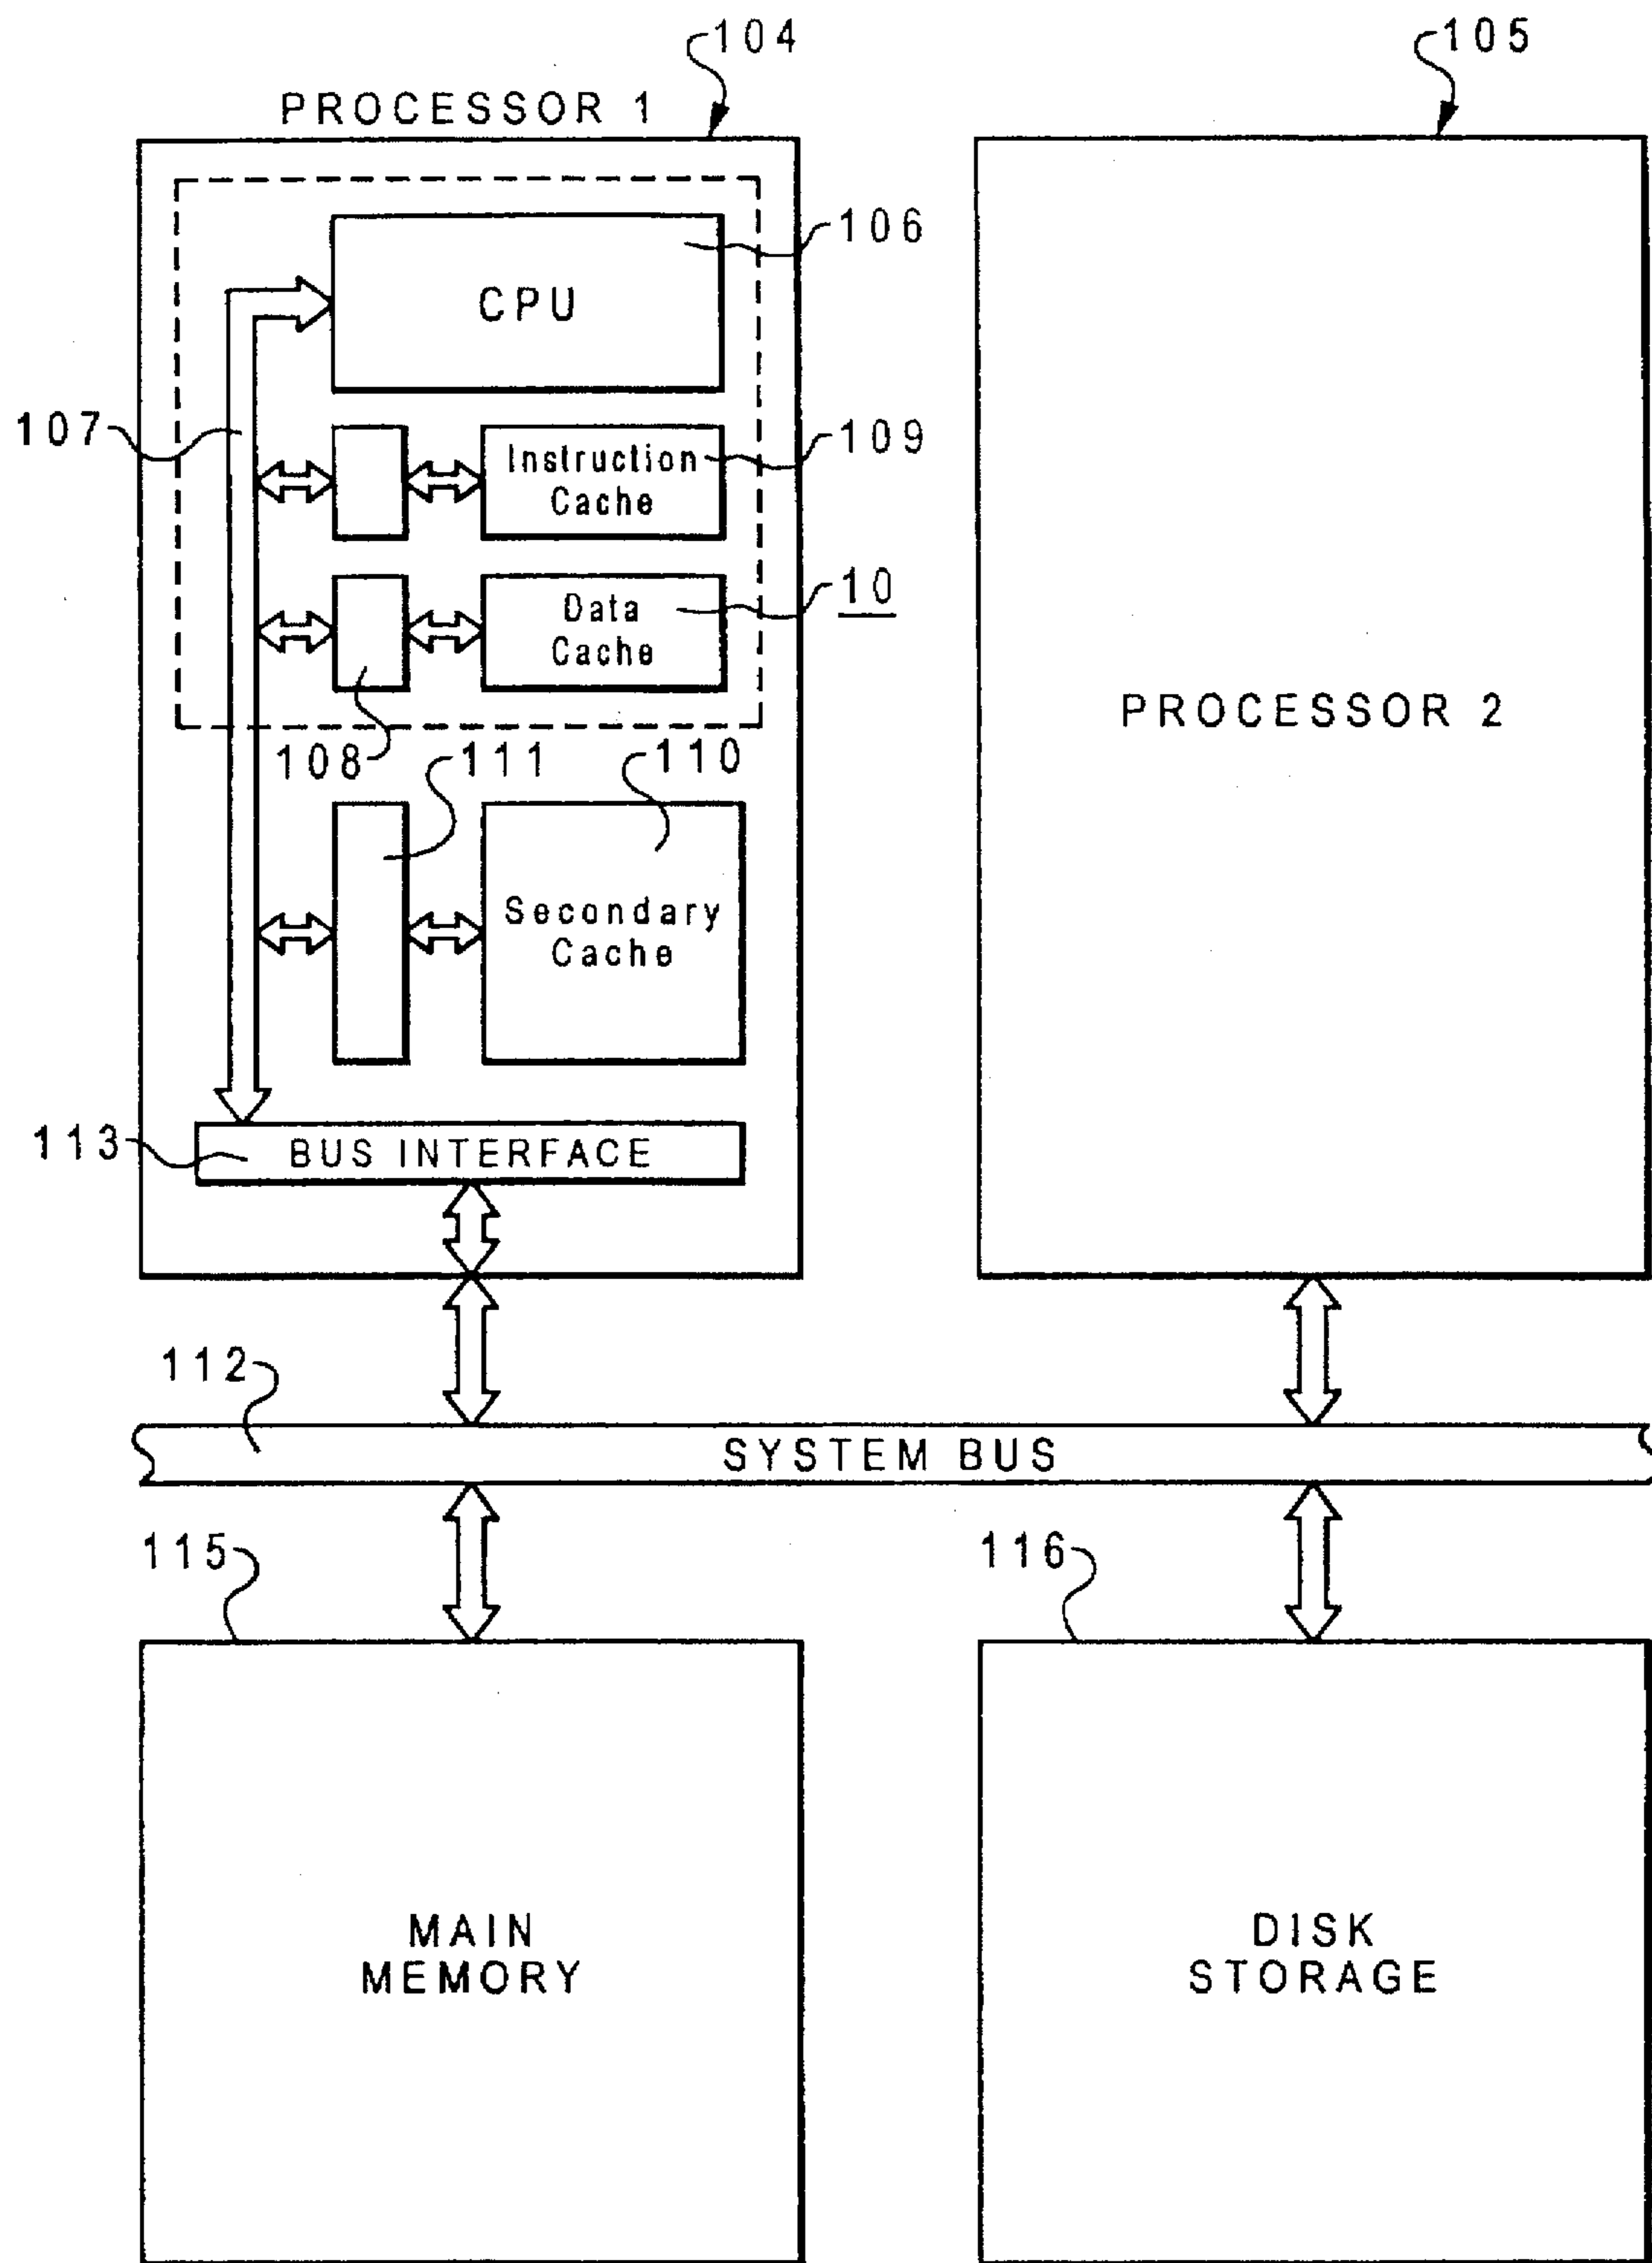 104
105
PROCESSOR 1
106
CPU
107
109
Instruction
Cache
10
Data
Cache
PROCESSOR 2
108
111
110
Secondary
Cache
113
BUS INTERFACE
112
SYSTEM BUS
115
116
MAIN
MEMORY
DISK
STORAGE